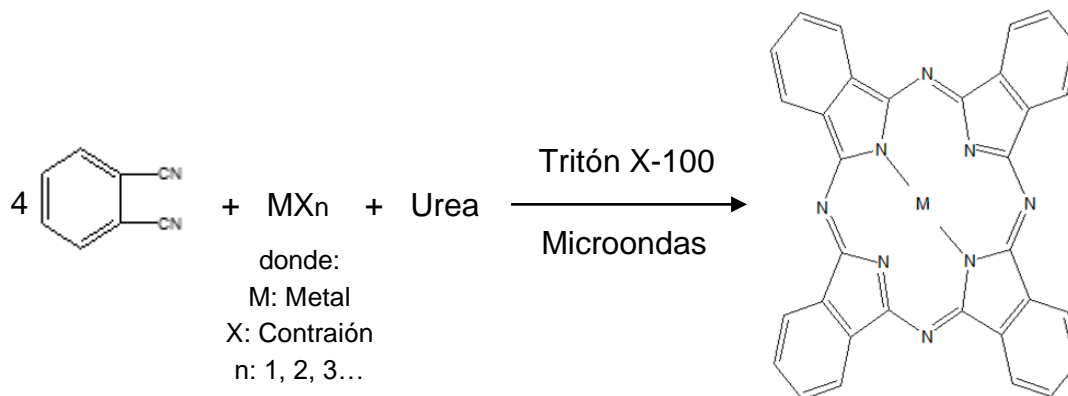 4
CN
CN
+ MXn + Urea
donde:
M: Metal
X: Contraión
n: 1, 2, 3…
Tritón X-100
Microondas
N
N
N
M
N
N
N
N
N